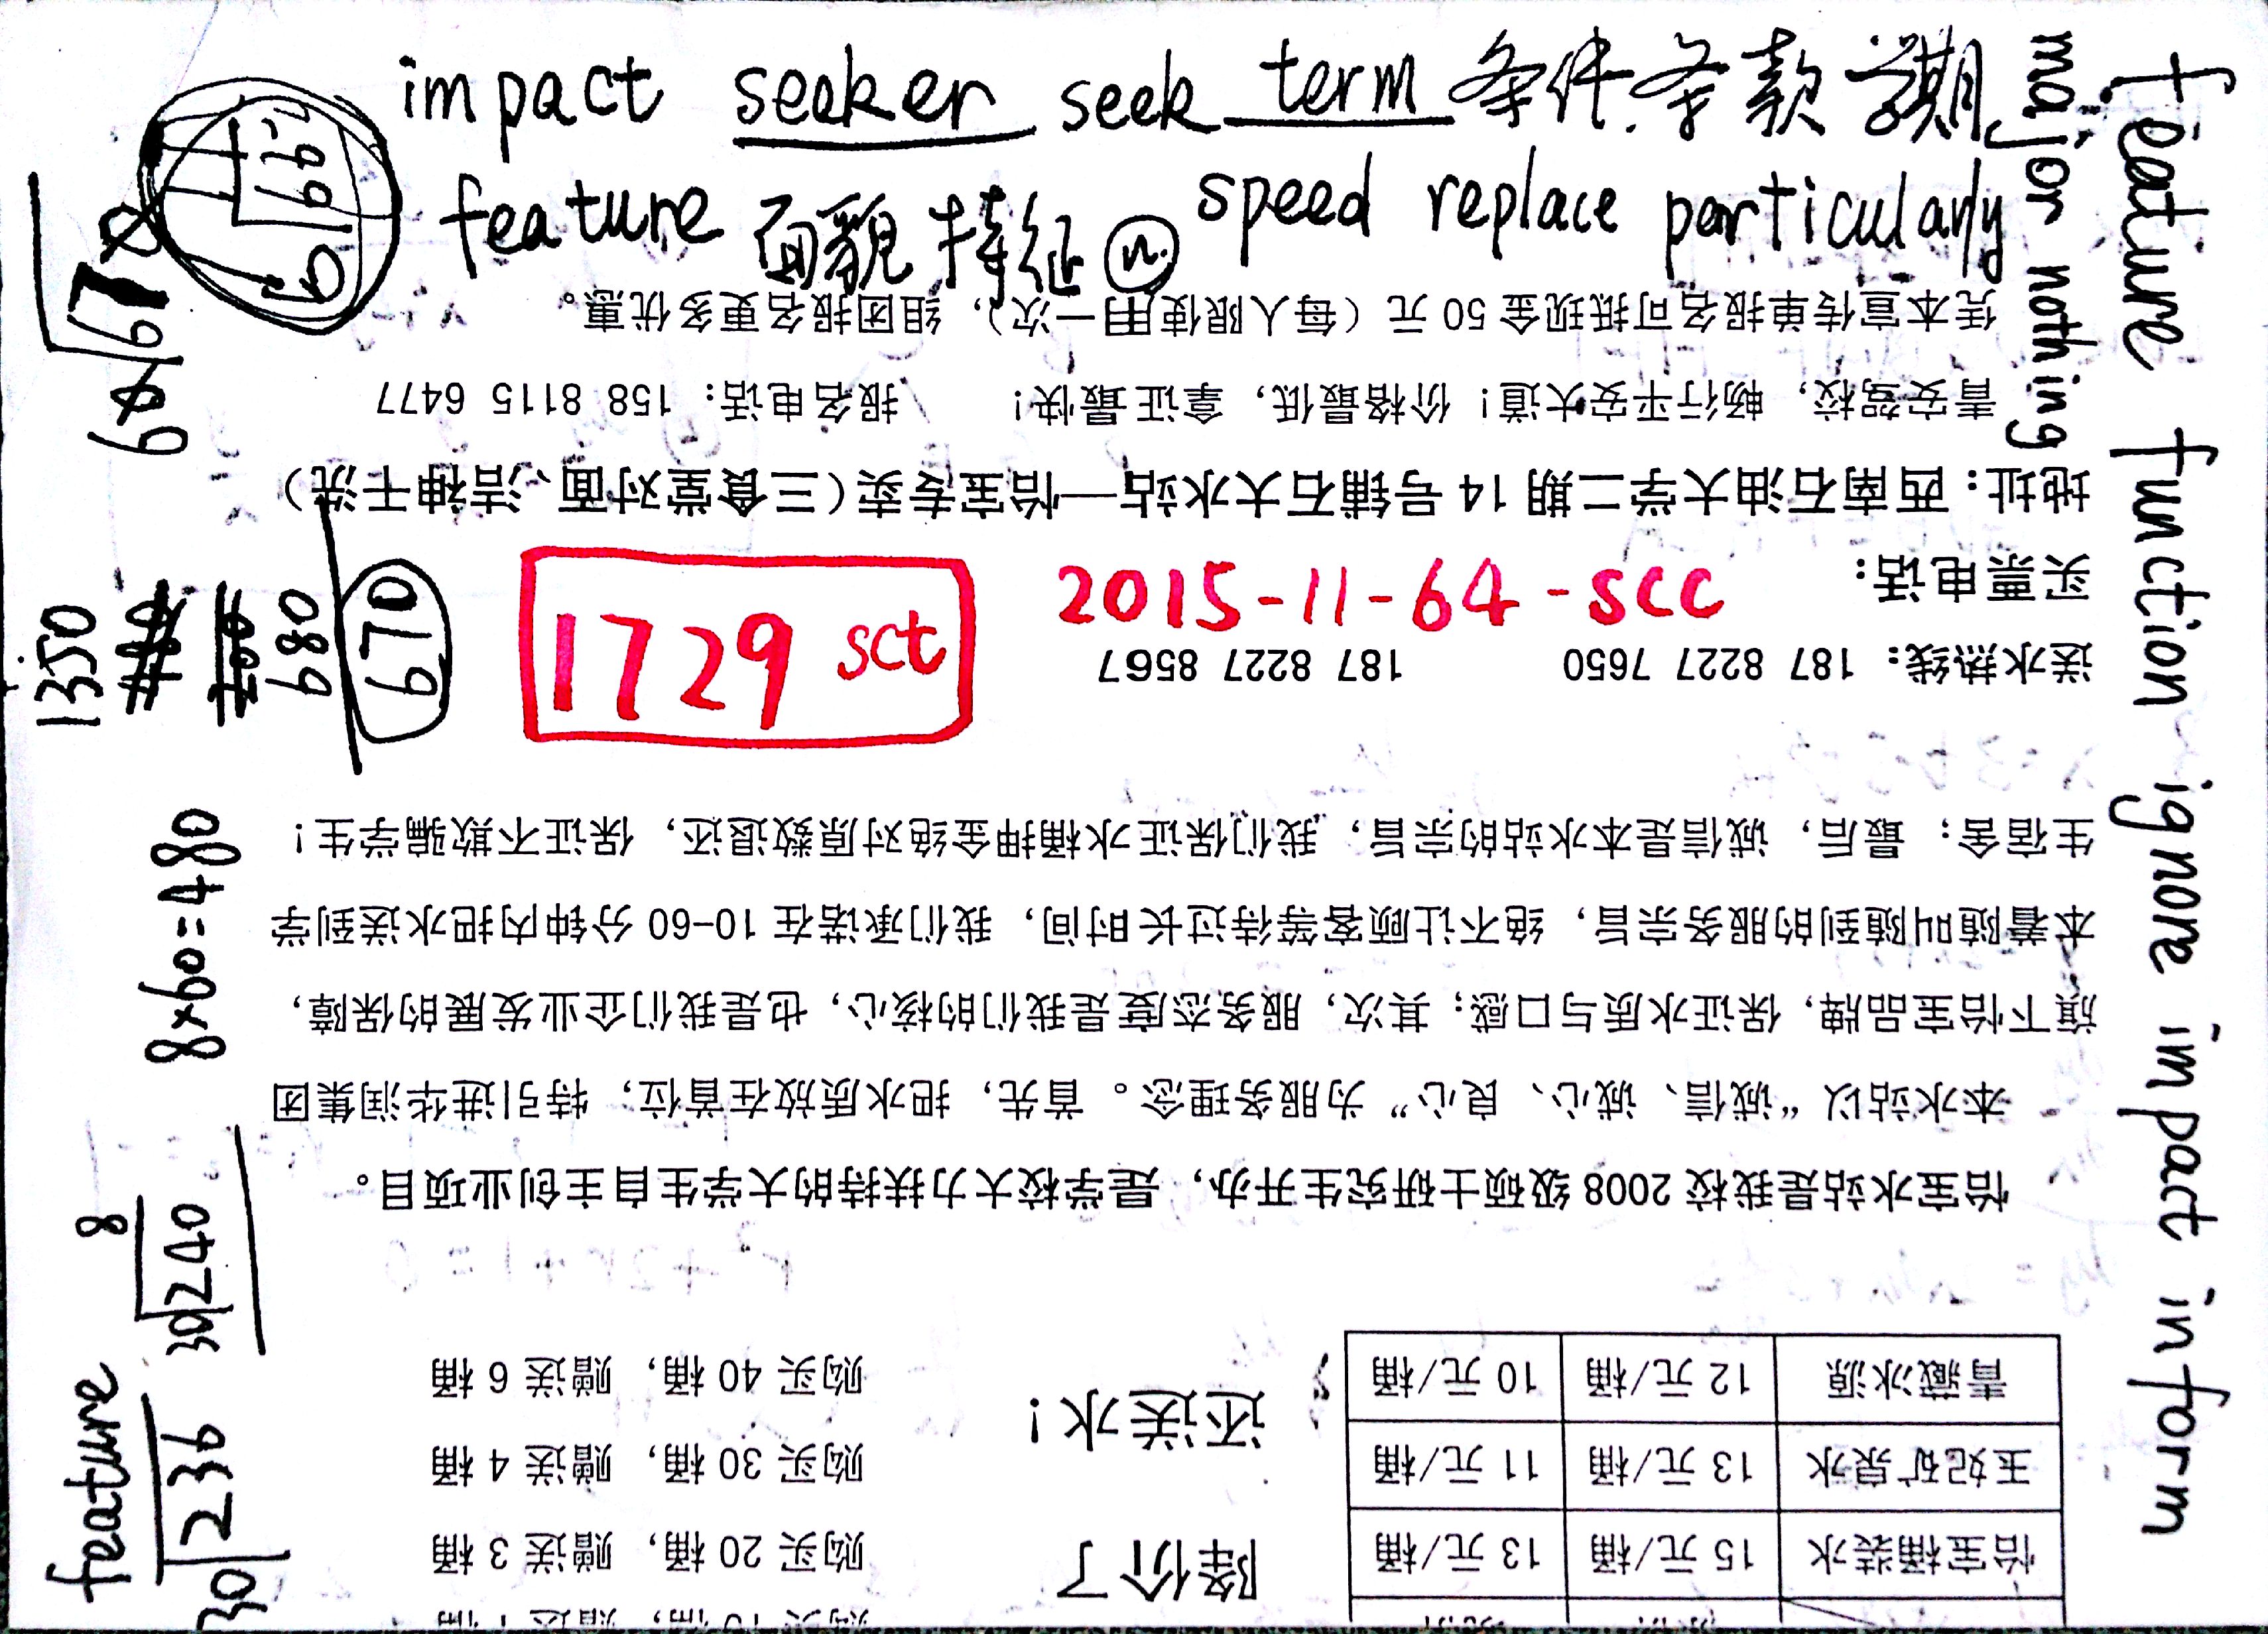 impact seeker seek term 条件.条款 学期
feature 面貌 特征 n. speed replace particularly
major nothing
feature function ignore impact inform
1729 sct
2015-11-64-SCC
670
680
1350
8×60=480
8
30 240
feature
30 236
怡宝桶装水 15 元/桶 13 元/桶
玉妃矿泉水 13 元/桶 11 元/桶
青藏冰源 12 元/桶 10 元/桶
降价了
还送水！
购买 20 桶，赠送 3 桶
购买 30 桶，赠送 4 桶
购买 40 桶，赠送 6 桶
怡宝水站是我校 2008 级硕士研究生开办，是学校大力扶持的大学生自主创业项目。
本水站以“诚信、诚心、良心”为服务理念。首先，把水质放在首位，特引进华润集团
旗下怡宝品牌，保证水质与口感；其次，服务态度是我们的核心，也是我们企业发展的保障，
本着随叫随到的服务宗旨，绝不让顾客等待过长时间，我们承诺在 10-60 分钟内把水送到学
生宿舍；最后，诚信是本水站的宗旨，我们保证水桶押金绝对原数退还，保证不欺骗学生！
送水热线：187 8227 7650 187 8227 8567
买票电话：
地址：西南石油大学二期 14 号铺石大水站—怡宝专卖（三食堂对面、洁神干洗）
青安驾校，畅行平安大道！价格最低，拿证最快！ 报名电话：158 8115 6477
凭本宣传单报名可抵现金 50 元（每人限使用一次），组团报名更多优惠。